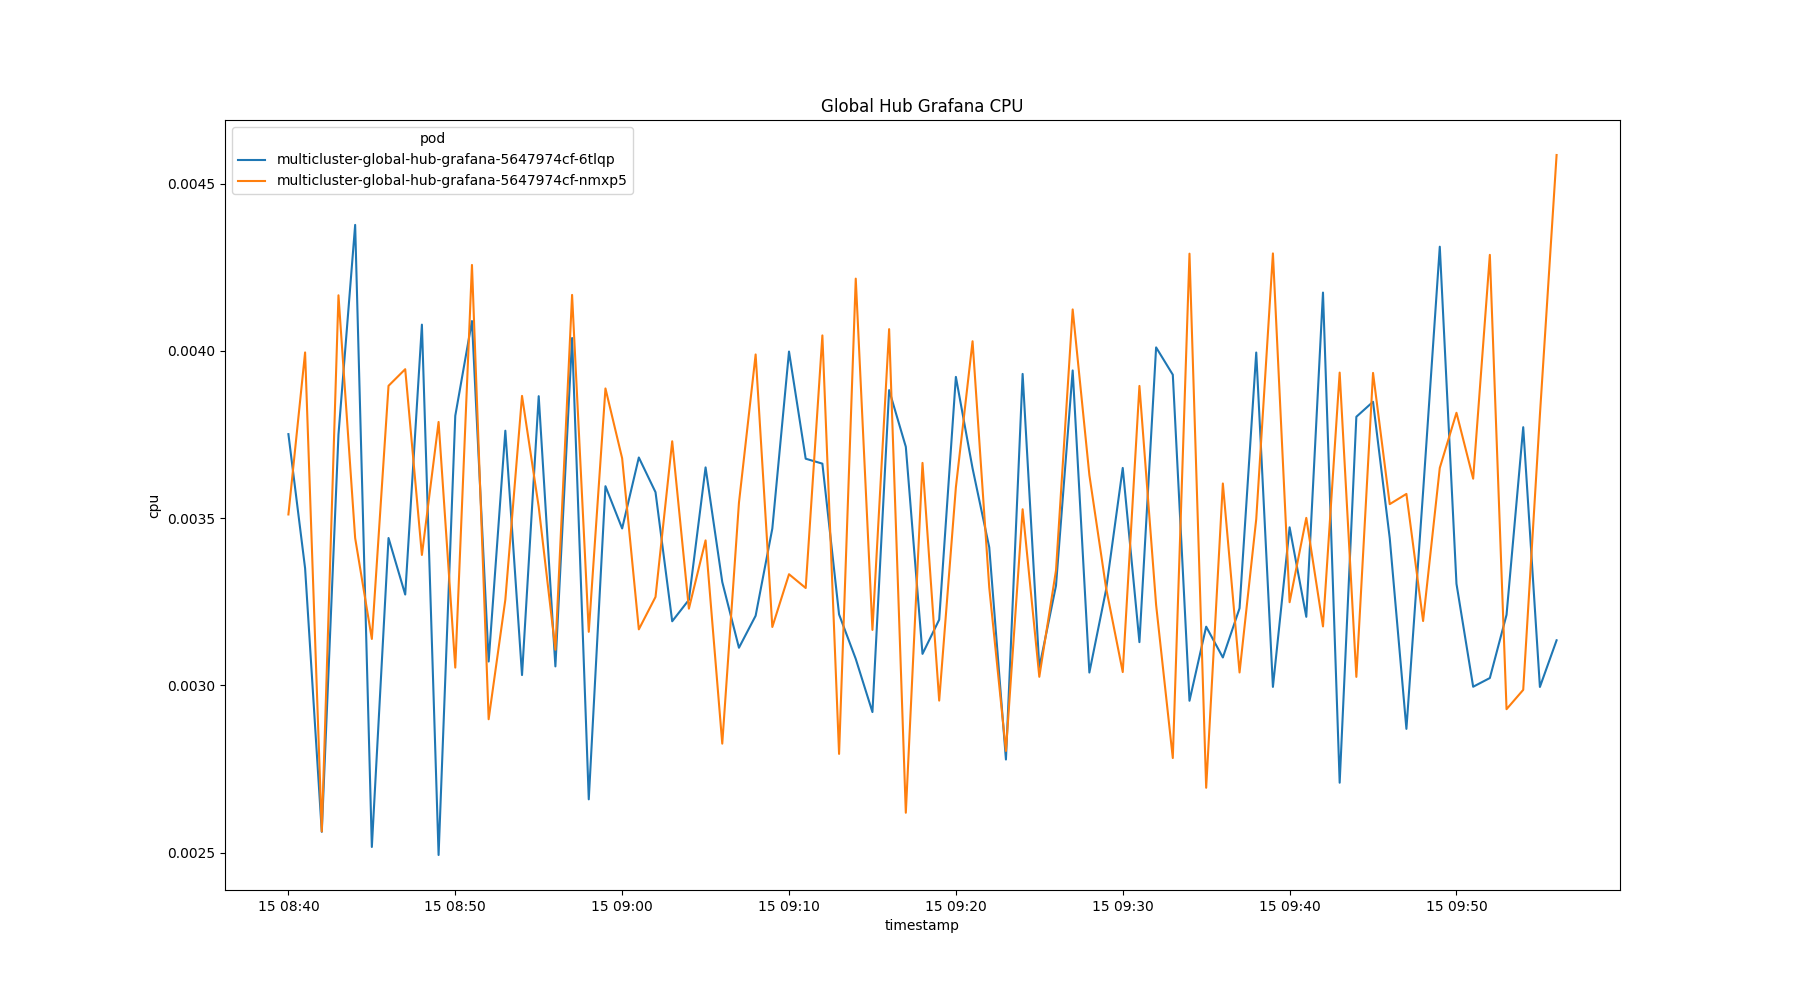 Global Hub Grafana CPU
pod
multicluster-global-hub-grafana-5647974cf-6tlqp
multicluster-global-hub-grafana-5647974cf-nmxp5
0.0045
0.0040
0.0035
0.0030
0.0025
cpu
15 08:40 15 08:50 15 09:00 15 09:10 15 09:20 15 09:30 15 09:40 15 09:50
timestamp